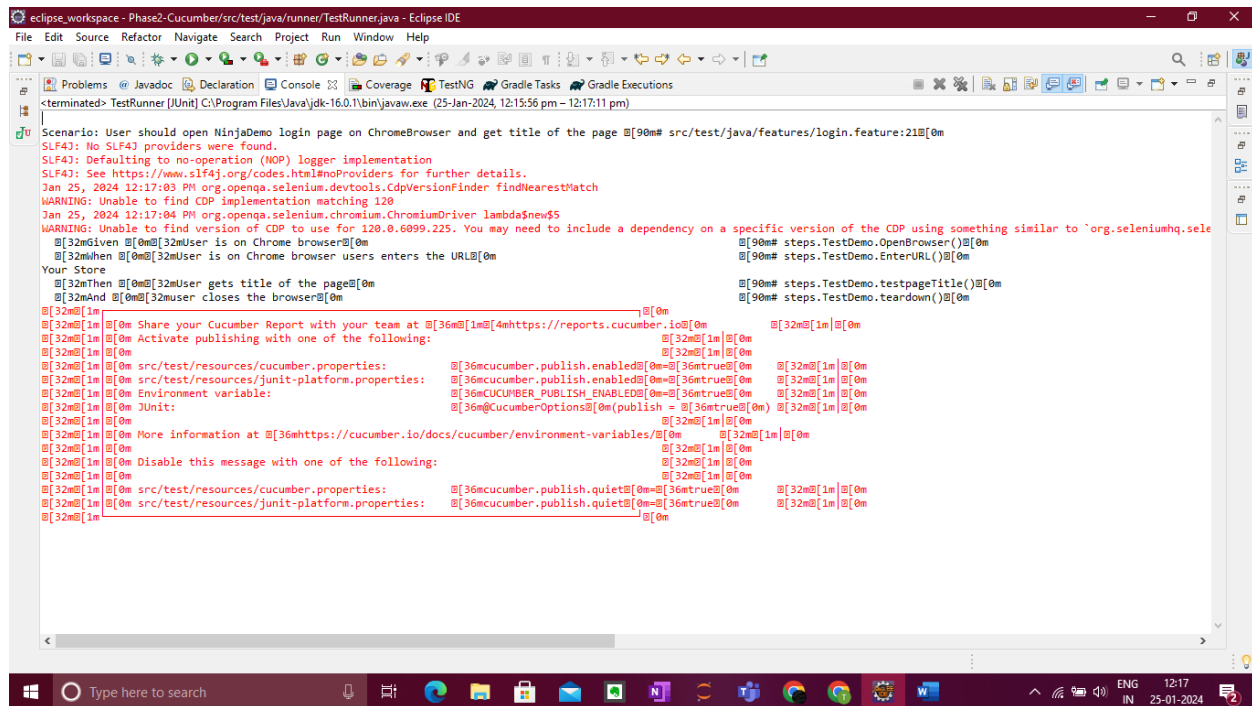 eclipse_workspace - Phase2-Cucumber/src/test/java/runner/TestRunner.java - Eclipse IDE
File Edit Source Refactor Navigate Search Project Run Window Help
Problems @ Javadoc Declaration Console Coverage TestNG Gradle Tasks Gradle Executions
<terminated> TestRunner [JUnit] C:\Program Files\Java\jdk-16.0.1\bin\javaw.exe (25-Jan-2024, 12:15:56 pm – 12:17:11 pm)
Scenario: User should open NinjaDemo login page on ChromeBrowser and get title of the page [90m# src/test/java/features/login.feature:21[0m
SLF4J: No SLF4J providers were found.
SLF4J: Defaulting to no-operation (NOP) logger implementation
SLF4J: See https://www.slf4j.org/codes.html#noProviders for further details.
Jan 25, 2024 12:17:03 PM org.openqa.selenium.devtools.CdpVersionFinder findNearestMatch
WARNING: Unable to find CDP implementation matching 120
Jan 25, 2024 12:17:04 PM org.openqa.selenium.chromium.ChromiumDriver lambda$new$5
WARNING: Unable to find version of CDP to use for 120.0.6099.225. You may need to include a dependency on a specific version of the CDP using something similar to `org.seleniumhq.sele
[32mGiven [0m[32mUser is on Chrome browser[0m [90m# steps.TestDemo.OpenBrowser()[0m
[32mWhen [0m[32mUser is on Chrome browser users enters the URL[0m [90m# steps.TestDemo.EnterURL()[0m
Your Store
[32mThen [0m[32mUser gets title of the page[0m [90m# steps.TestDemo.testpageTitle()[0m
[32mAnd [0m[32muser closes the browser[0m [90m# steps.TestDemo.teardown()[0m
[32m[1m [0m
[32m[1m [0m Share your Cucumber Report with your team at [36m[1m[4mhttps://reports.cucumber.io[0m [32m[1m [0m
[32m[1m [0m Activate publishing with one of the following: [32m[1m [0m
[32m[1m [0m [32m[1m [0m
[32m[1m [0m src/test/resources/cucumber.properties: [36mcucumber.publish.enabled[0m=[36mtrue[0m [32m[1m [0m
[32m[1m [0m src/test/resources/junit-platform.properties: [36mcucumber.publish.enabled[0m=[36mtrue[0m [32m[1m [0m
[32m[1m [0m Environment variable: [36mCUCUMBER_PUBLISH_ENABLED[0m=[36mtrue[0m [32m[1m [0m
[32m[1m [0m JUnit: [36m@CucumberOptions[0m(publish = [36mtrue[0m) [32m[1m [0m
[32m[1m [0m [32m[1m [0m
[32m[1m [0m More information at [36mhttps://cucumber.io/docs/cucumber/environment-variables/[0m [32m[1m [0m
[32m[1m [0m [32m[1m [0m
[32m[1m [0m Disable this message with one of the following: [32m[1m [0m
[32m[1m [0m [32m[1m [0m
[32m[1m [0m src/test/resources/cucumber.properties: [36mcucumber.publish.quiet[0m=[36mtrue[0m [32m[1m [0m
[32m[1m [0m src/test/resources/junit-platform.properties: [36mcucumber.publish.quiet[0m=[36mtrue[0m [32m[1m [0m
[32m[1m [0m
Type here to search
ENG
IN
12:17
25-01-2024
2